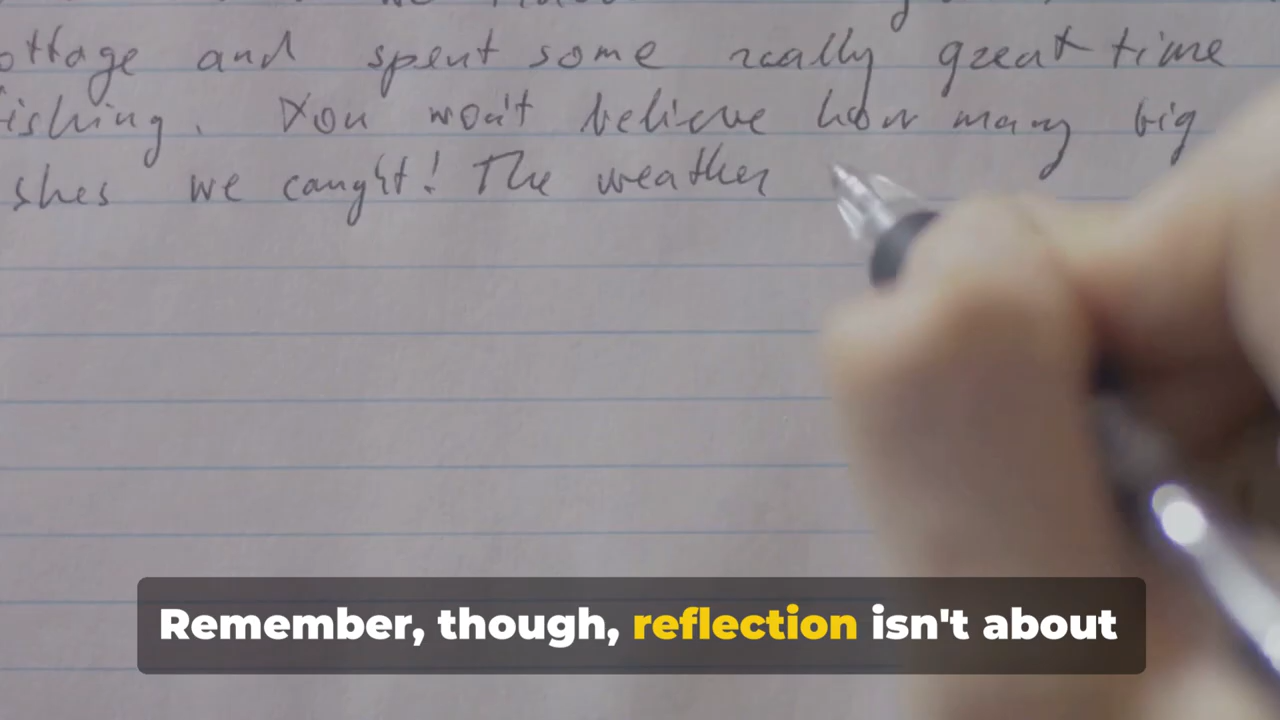 ottage and spent some really great time
ishing. You won't believe how many big
shes we caught! The weather
Remember, though, reflection isn't about